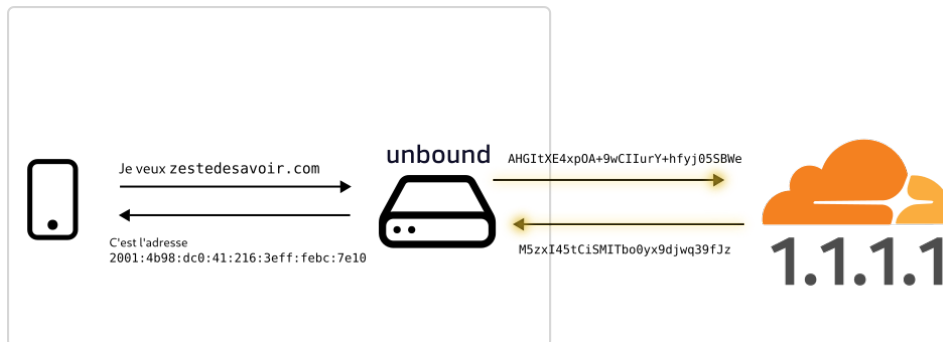 unbound
Je veux zestedesavoir.com
AHGItXE4xpOA+9wCIIurY+hfyj05SBWe
C'est l'adresse
2001:4b98:dc0:41:216:3eff:febc:7e10
M5zxI45tCiSMITbo0yx9djwq39fJz
1.1.1.1